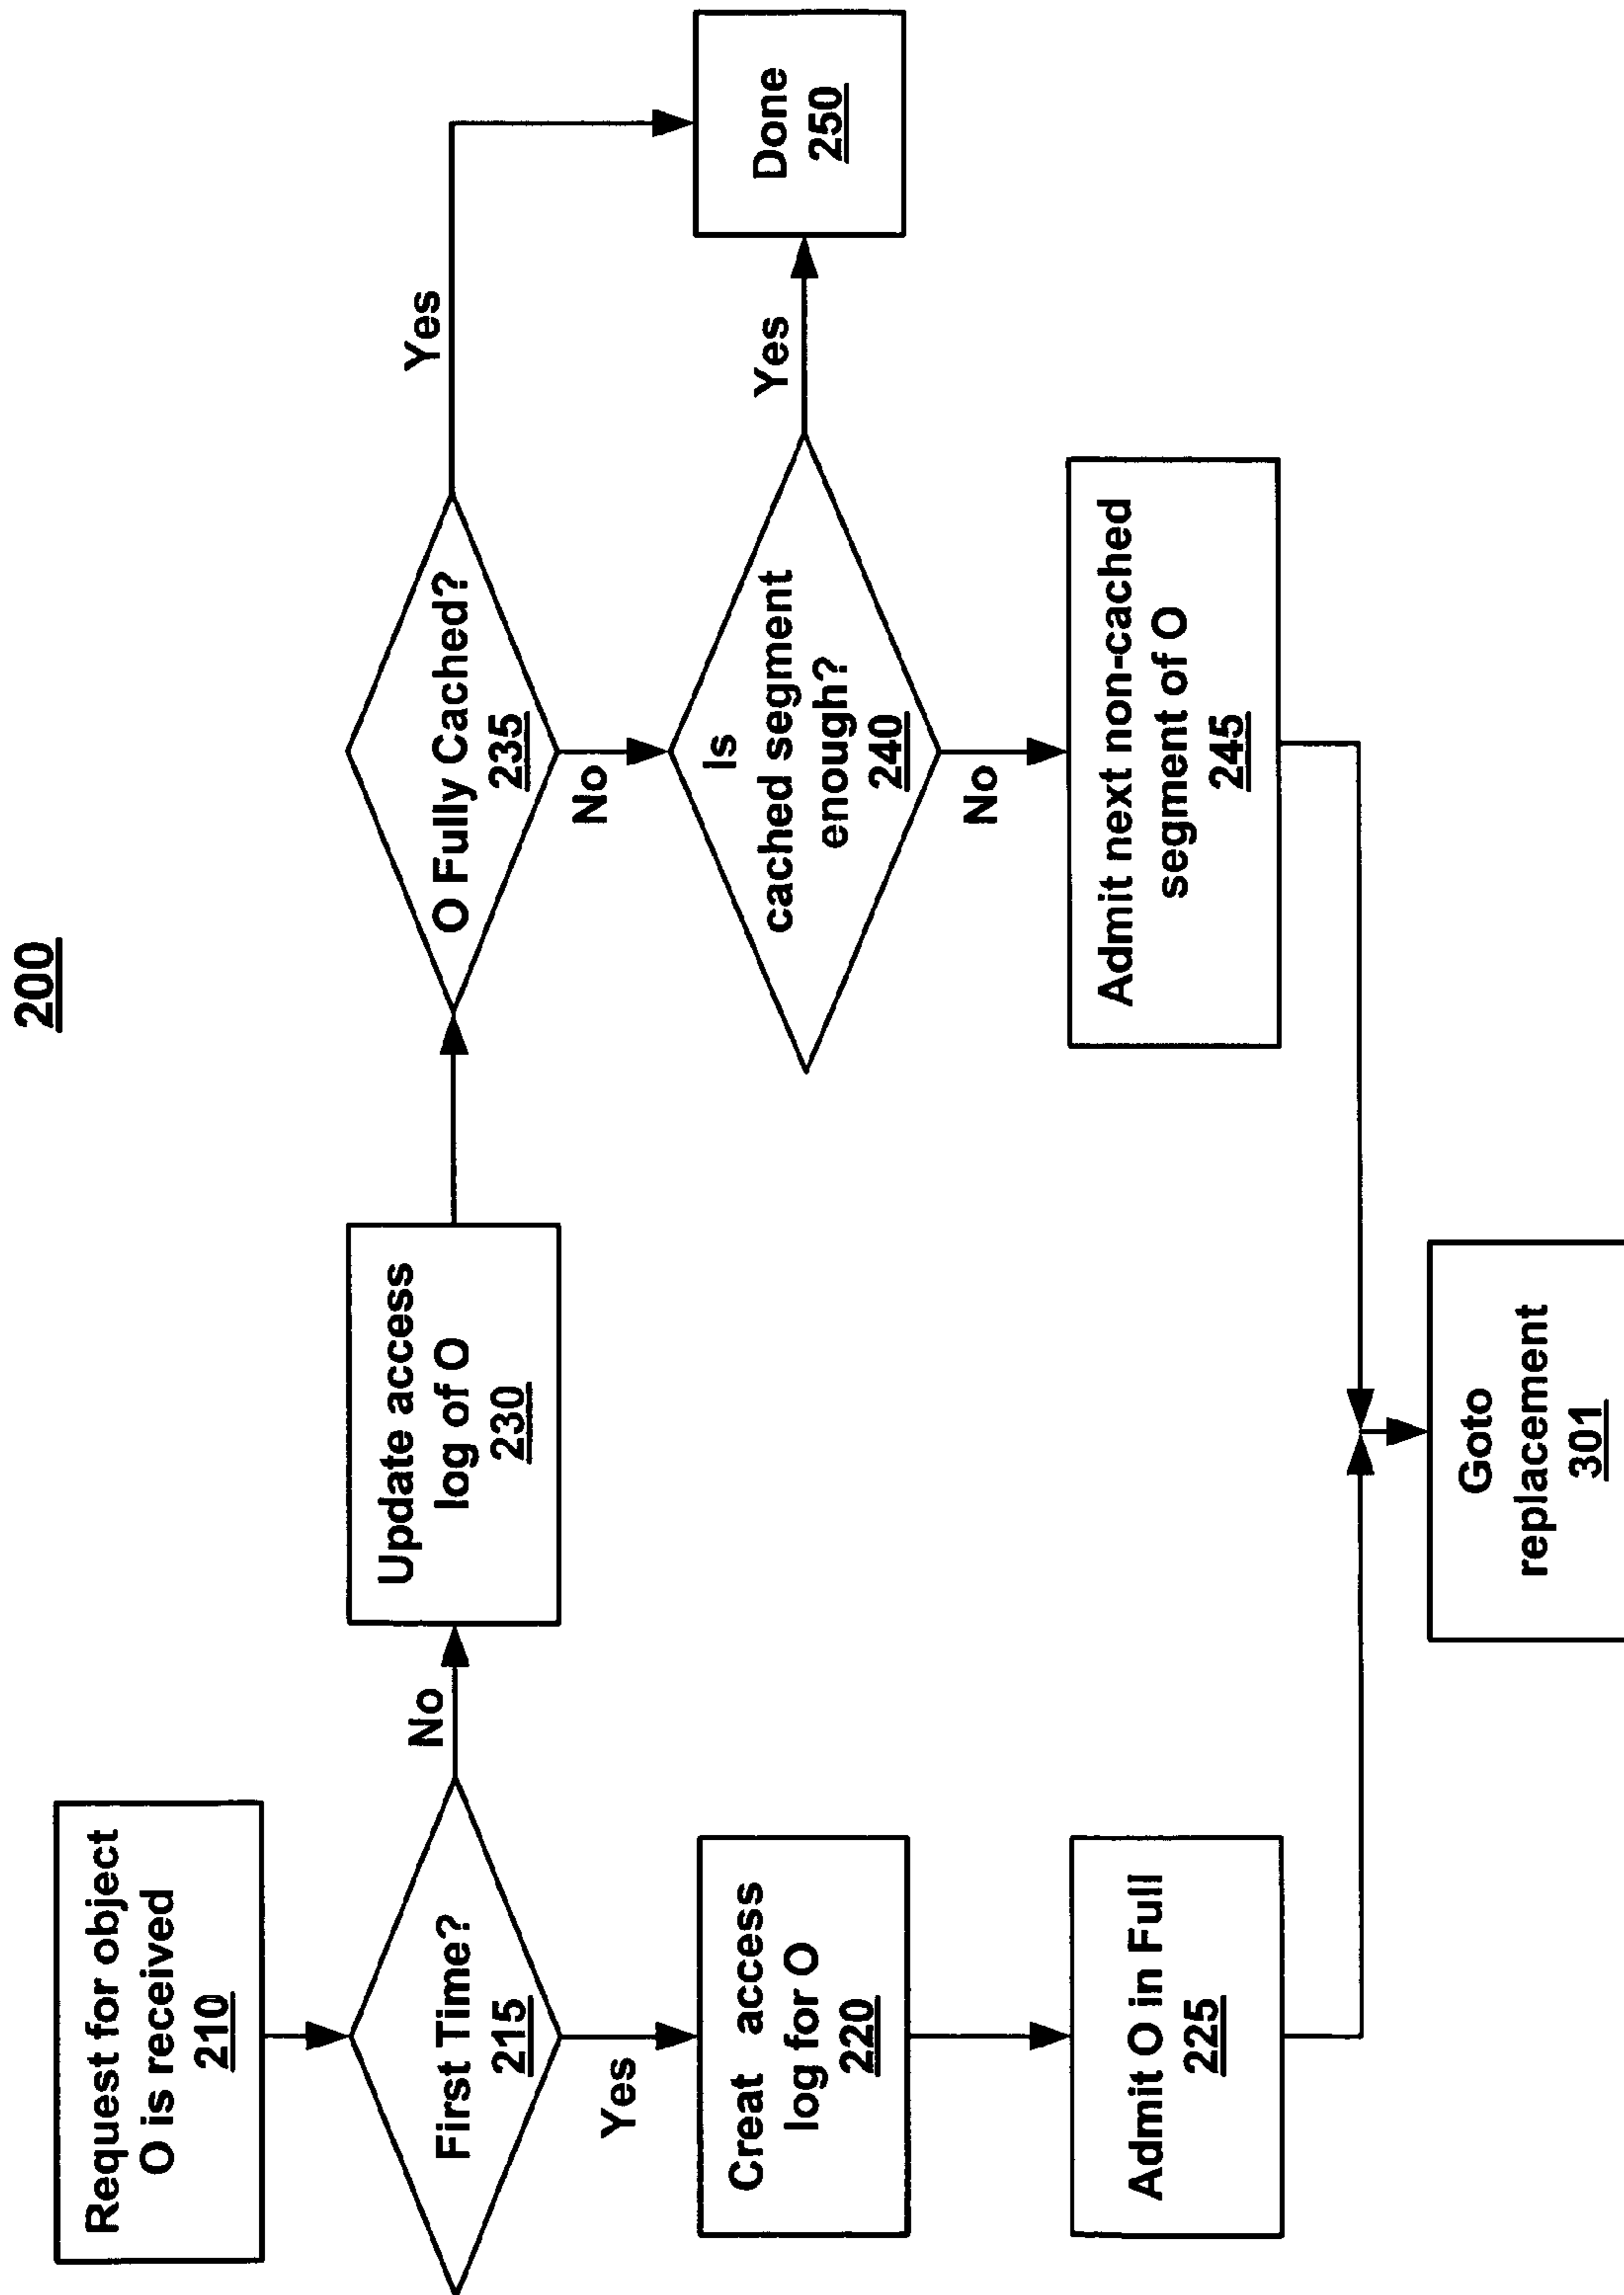 200
Request for object
O is received
210
First Time?
215
Yes
No
Creat access
log for O
220
Admit O in Full
225
Update access
log of O
230
O Fully Cached?
235
Yes
No
Is
cached segment
enough?
240
Yes
No
Done
250
Admit next non-cached
segment of O
245
Goto
replacement
301